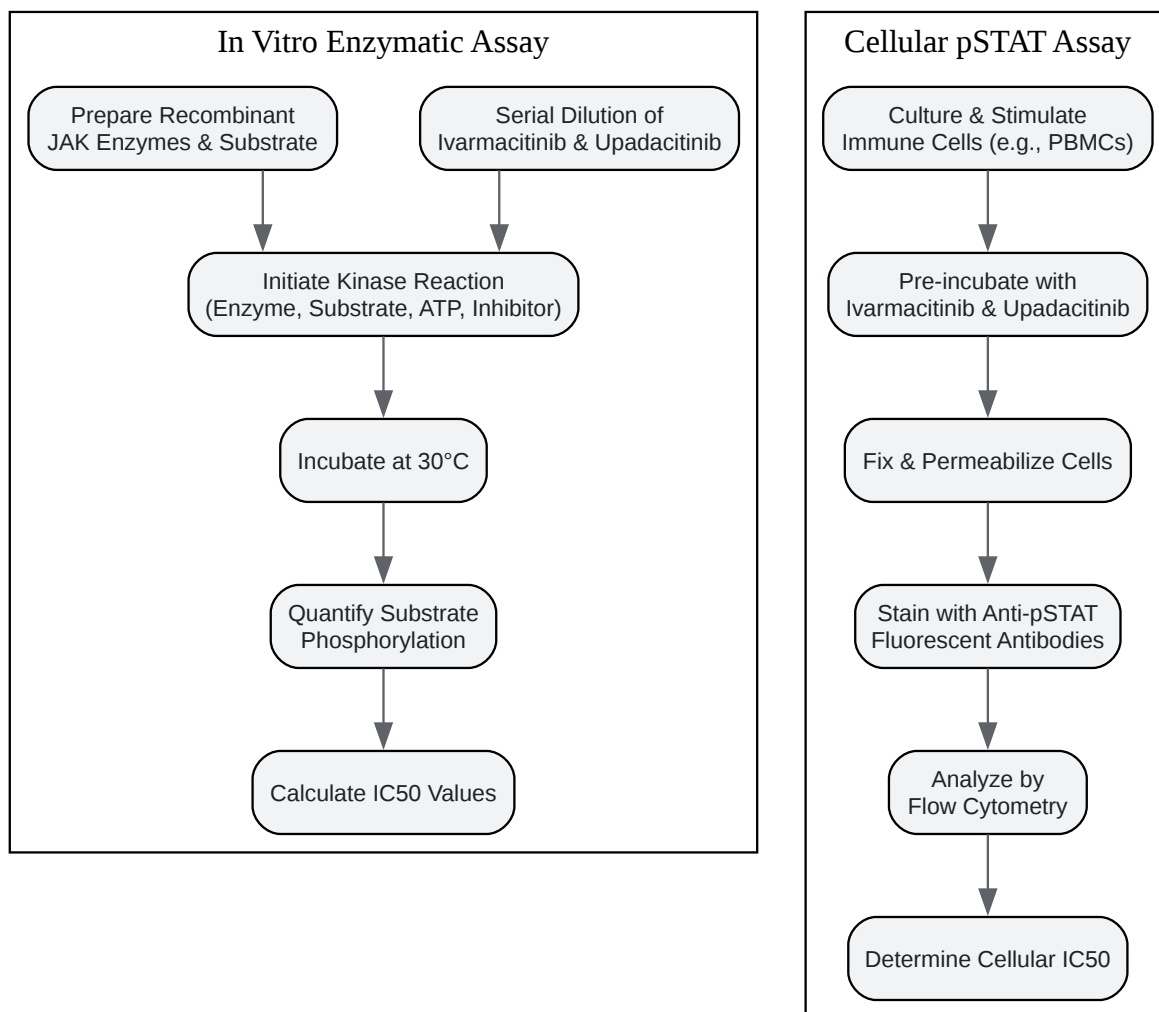 In Vitro Enzymatic Assay
Prepare Recombinant
JAK Enzymes & Substrate
Serial Dilution of
Ivarmacitinib & Upadacitinib
Initiate Kinase Reaction
(Enzyme, Substrate, ATP, Inhibitor)
Incubate at 30°C
Quantify Substrate
Phosphorylation
Calculate IC50 Values
Cellular pSTAT Assay
Culture & Stimulate
Immune Cells (e.g., PBMCs)
Pre-incubate with
Ivarmacitinib & Upadacitinib
Fix & Permeabilize Cells
Stain with Anti-pSTAT
Fluorescent Antibodies
Analyze by
Flow Cytometry
Determine Cellular IC50